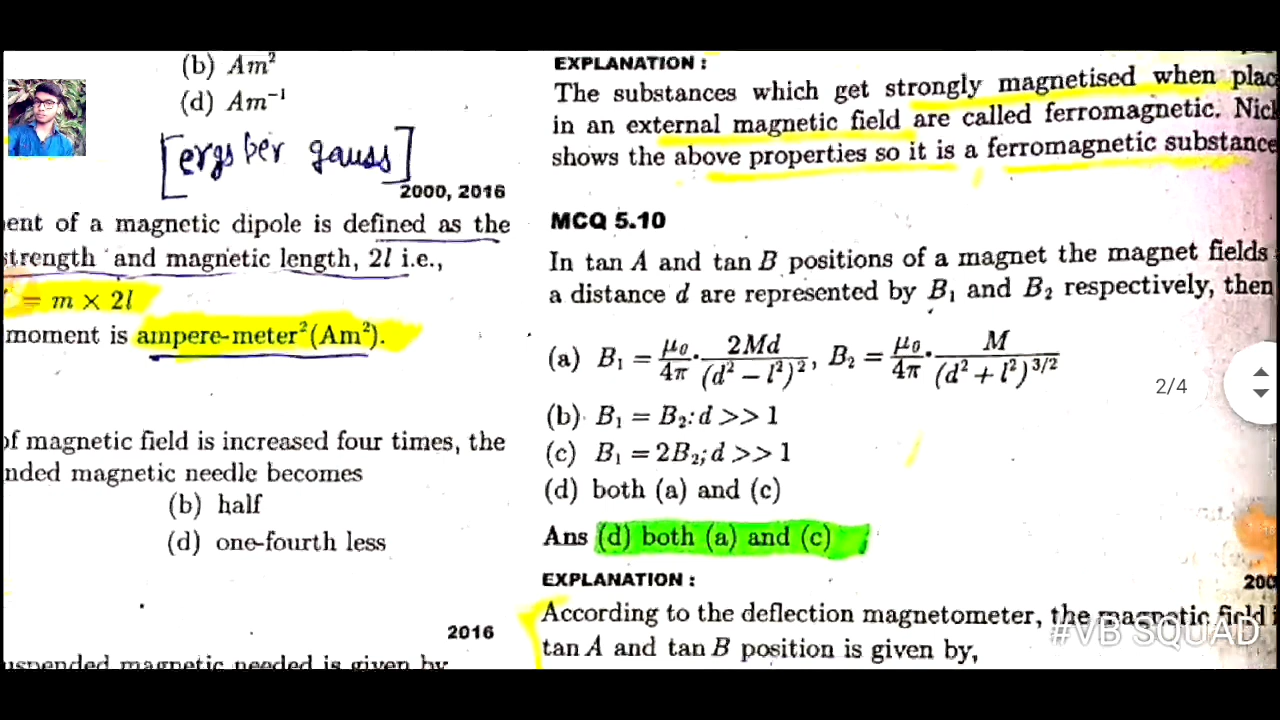 (b) Am²
(d) Am⁻¹
[ergs per gauss]
2000, 2016
ent of a magnetic dipole is defined as the
strength and magnetic length, 2l i.e.,
= m × 2l
moment is ampere-meter² (Am²).
of magnetic field is increased four times, the
nded magnetic needle becomes
(b) half
(d) one-fourth less
2016
uspended magnetic needed is given by
EXPLANATION :
The substances which get strongly magnetised when plac
in an external magnetic field are called ferromagnetic. Nick
shows the above properties so it is a ferromagnetic substance
MCQ 5.10
In tan A and tan B positions of a magnet the magnet fields
a distance d are represented by B₁ and B₂ respectively, then
(a) B₁ = μ₀/4π · 2Md/(d² − l²)², B₂ = μ₀/4π · M/(d² + l²)^3/2
(b) B₁ = B₂: d >> 1
(c) B₁ = 2B₂; d >> 1
(d) both (a) and (c)
Ans (d) both (a) and (c)
EXPLANATION :
200
According to the deflection magnetometer, the magnetic field i
tan A and tan B position is given by,
2/4
#VB SQUAD